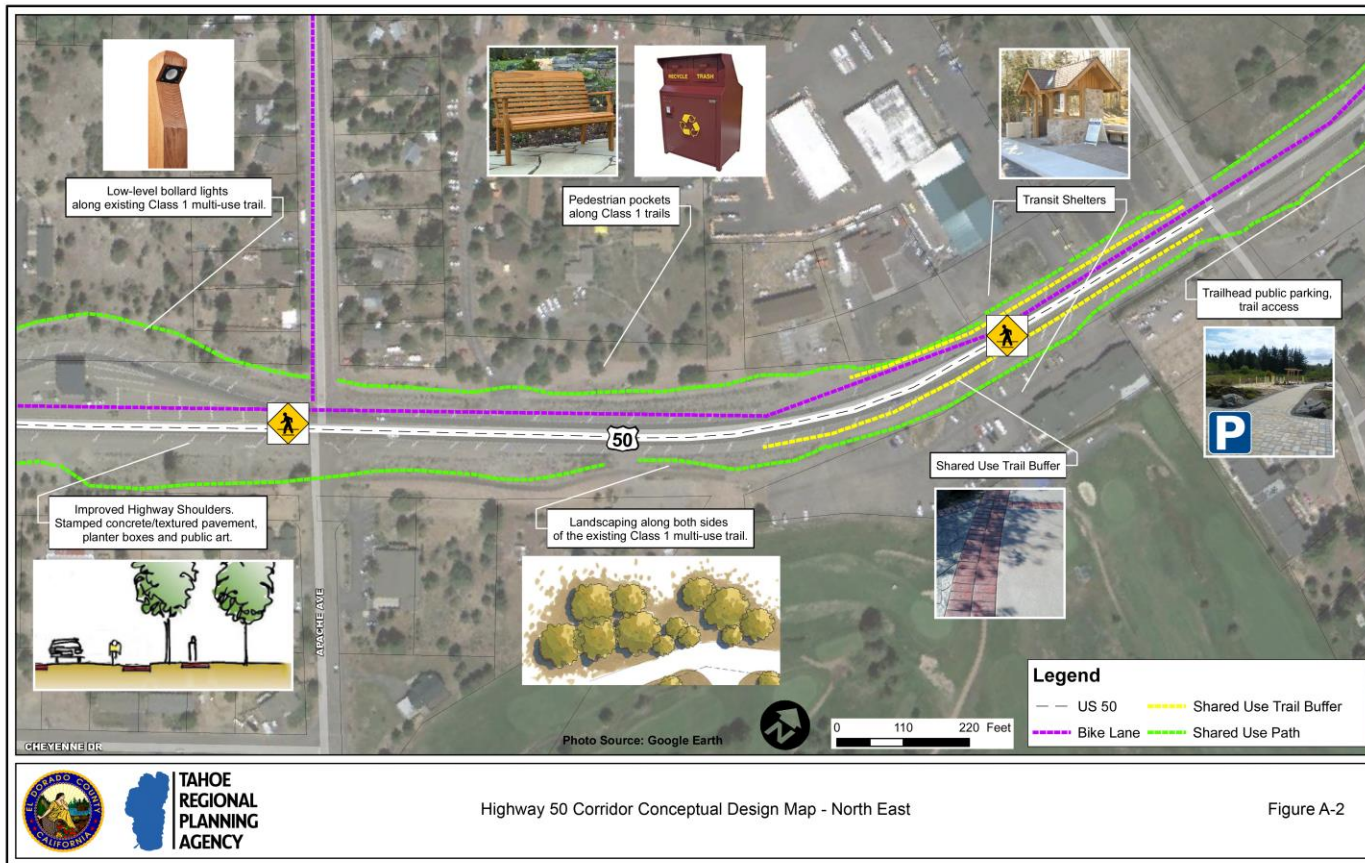 RECYCLE TRASH
Low-level bollard lights
along existing Class 1 multi-use trail.
Pedestrian pockets
along Class 1 trails
Transit Shelters
Trailhead public parking,
trail access
P
50
Shared Use Trail Buffer
Improved Highway Shoulders.
Stamped concrete/textured pavement,
planter boxes and public art.
Landscaping along both sides
of the existing Class 1 multi-use trail.
APACHE AVE
CHEYENNE DR
Photo Source: Google Earth
0 110 220 Feet
Legend
US 50
Bike Lane
Shared Use Trail Buffer
Shared Use Path
EL DORADO COUNTY
CALIFORNIA
TAHOE
REGIONAL
PLANNING
AGENCY
Highway 50 Corridor Conceptual Design Map - North East
Figure A-2